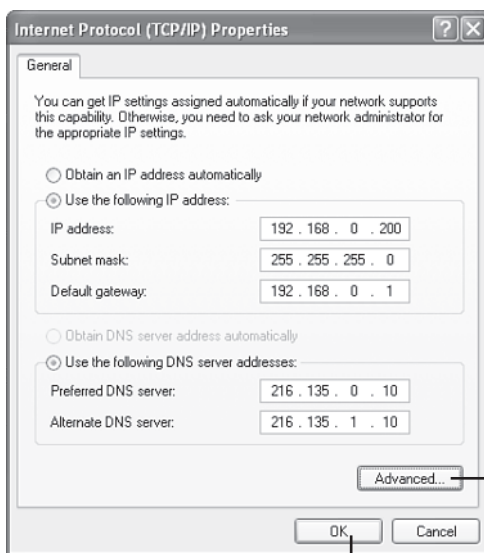 Internet Protocol (TCP/IP) Properties
General
You can get IP settings assigned automatically if your network supports
this capability. Otherwise, you need to ask your network administrator for
the appropriate IP settings.
Obtain an IP address automatically
Use the following IP address:
IP address: 192 . 168 . 0 . 200
Subnet mask: 255 . 255 . 255 . 0
Default gateway: 192 . 168 . 0 . 1
Obtain DNS server address automatically
Use the following DNS server addresses:
Preferred DNS server: 216 . 135 . 0 . 10
Alternate DNS server: 216 . 135 . 1 . 10
Advanced...
OK Cancel